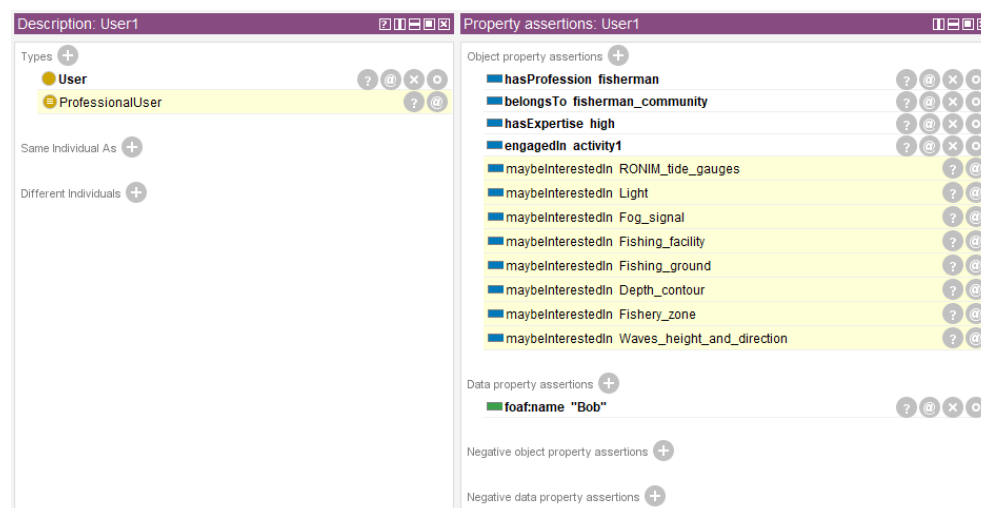 Description: User1
Types
User
ProfessionalUser
Same Individual As
Different Individuals
Property assertions: User1
Object property assertions
hasProfession fisherman
belongsTo fisherman_community
hasExpertise high
engagedIn activity1
maybeInterestedIn RONIM_tide_gauges
maybeInterestedIn Light
maybeInterestedIn Fog_signal
maybeInterestedIn Fishing_facility
maybeInterestedIn Fishing_ground
maybeInterestedIn Depth_contour
maybeInterestedIn Fishery_zone
maybeInterestedIn Waves_height_and_direction
Data property assertions
foaf:name "Bob"
Negative object property assertions
Negative data property assertions